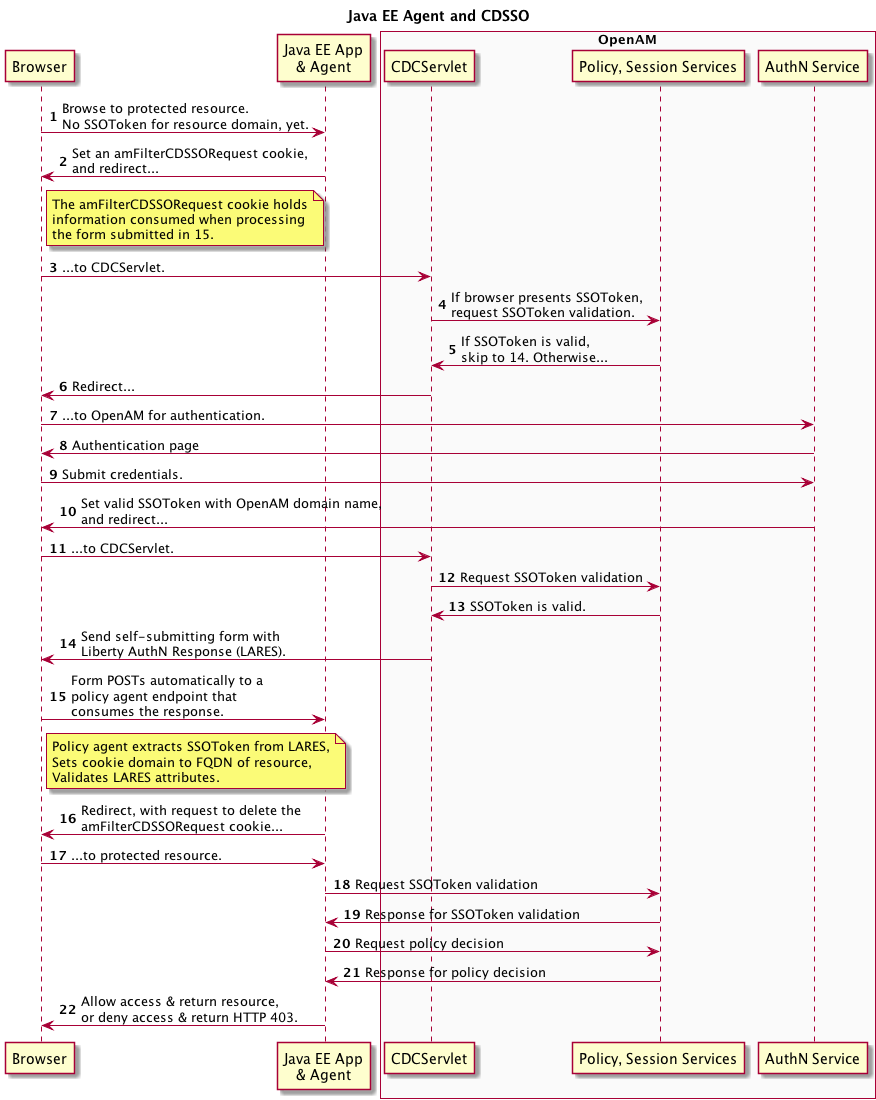 Java EE Agent and CDSSO
OpenAM
Browser
Java EE App
& Agent
CDCServlet
Policy, Session Services
AuthN Service
1 Browse to protected resource.
No SSOToken for resource domain, yet.
2 Set an amFilterCDSSORequest cookie,
and redirect...
The amFilterCDSSORequest cookie holds
information consumed when processing
the form submitted in 15.
3 ...to CDCServlet.
4 If browser presents SSOToken,
request SSOToken validation.
5 If SSOToken is valid,
skip to 14. Otherwise...
6 Redirect...
7 ...to OpenAM for authentication.
8 Authentication page
9 Submit credentials.
10 Set valid SSOToken with OpenAM domain name,
and redirect...
11 ...to CDCServlet.
12 Request SSOToken validation
13 SSOToken is valid.
14 Send self-submitting form with
Liberty AuthN Response (LARES).
15 Form POSTs automatically to a
policy agent endpoint that
consumes the response.
Policy agent extracts SSOToken from LARES,
Sets cookie domain to FQDN of resource,
Validates LARES attributes.
16 Redirect, with request to delete the
amFilterCDSSORequest cookie...
17 ...to protected resource.
18 Request SSOToken validation
19 Response for SSOToken validation
20 Request policy decision
21 Response for policy decision
22 Allow access & return resource,
or deny access & return HTTP 403.
Browser
Java EE App
& Agent
CDCServlet
Policy, Session Services
AuthN Service